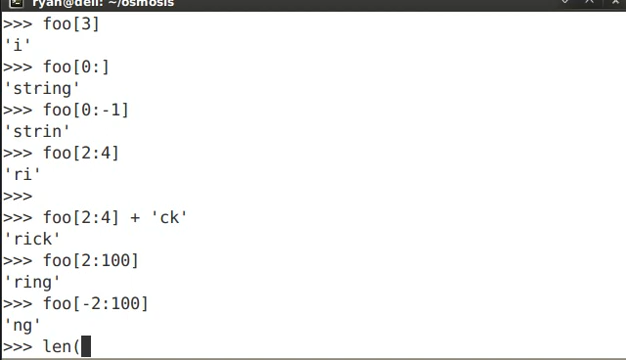 ryan@dell: ~/osmosis
>>> foo[3]
'i'
>>> foo[0:]
'string'
>>> foo[0:-1]
'strin'
>>> foo[2:4]
'ri'
>>>
>>> foo[2:4] + 'ck'
'rick'
>>> foo[2:100]
'ring'
>>> foo[-2:100]
'ng'
>>> len(